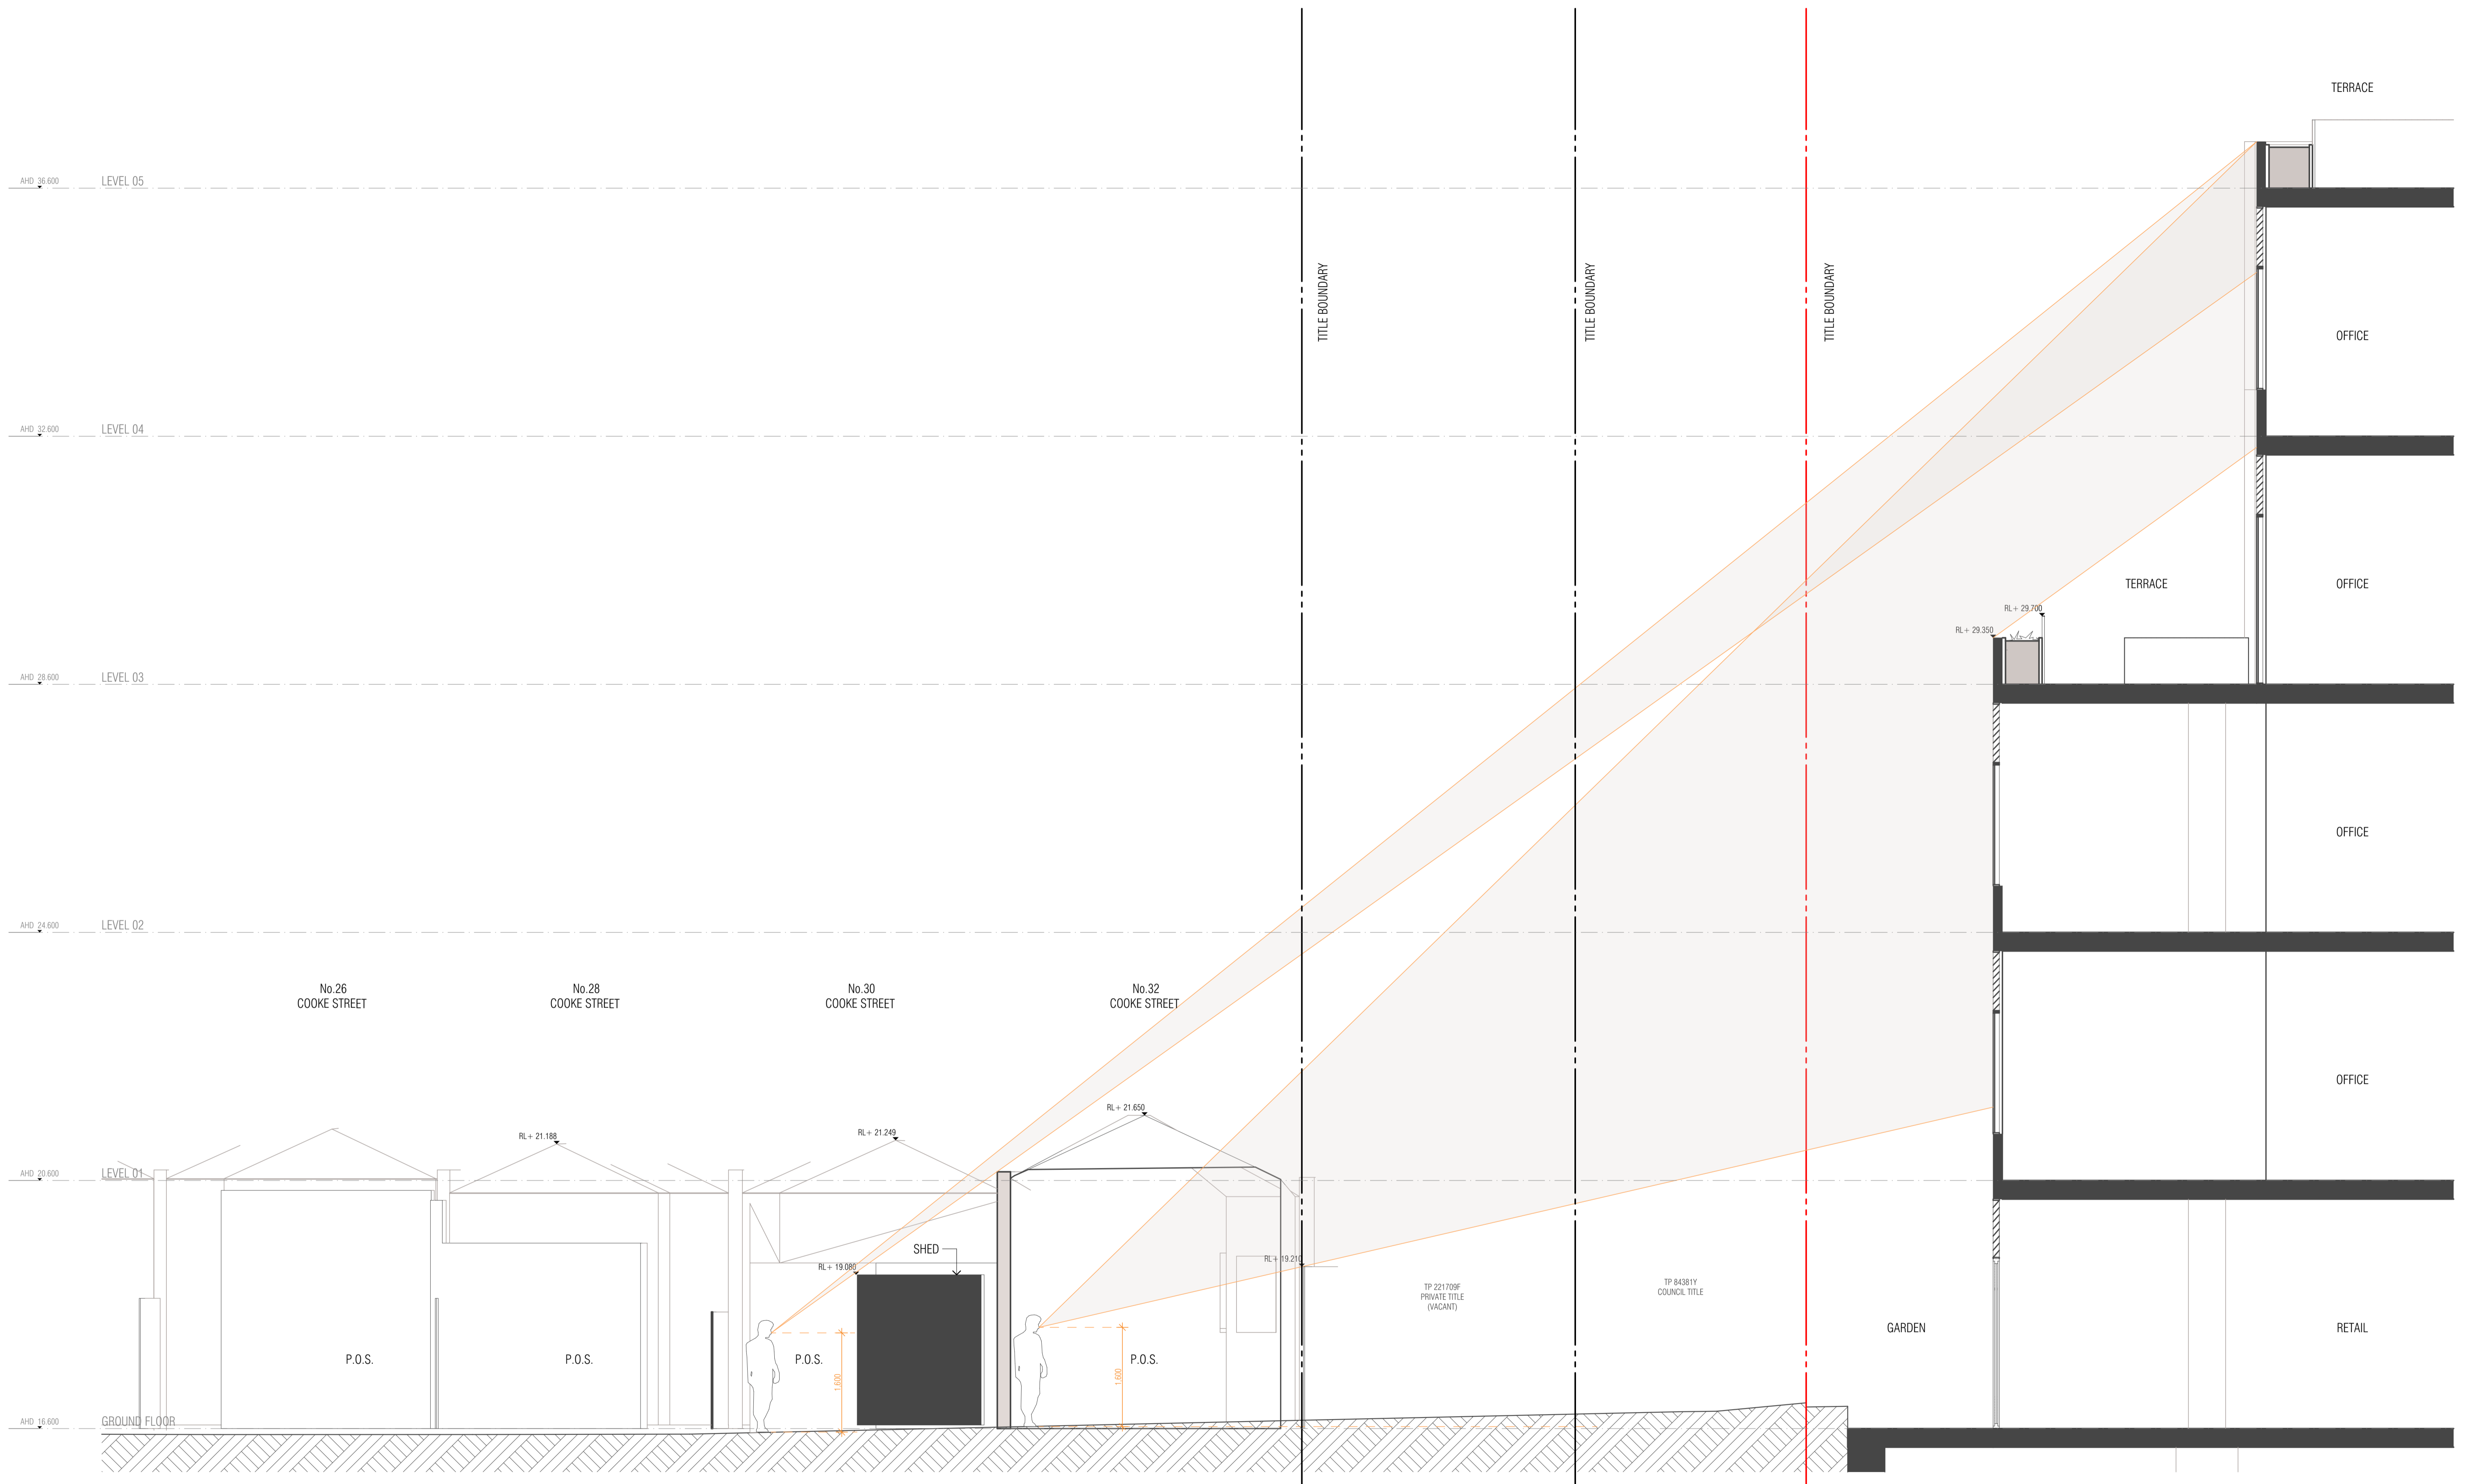 TERRACE
AHD 36.600
LEVEL 05
TITLE BOUNDARY
TITLE BOUNDARY
TITLE BOUNDARY
OFFICE
AHD 32.600
LEVEL 04
TERRACE
OFFICE
RL+ 29.700
RL+ 29.350
AHD 28.600
LEVEL 03
OFFICE
AHD 24.600
LEVEL 02
No.26
COOKE STREET
No.28
COOKE STREET
No.30
COOKE STREET
No.32
COOKE STREET
OFFICE
RL+ 21.650
RL+ 21.249
RL+ 21.188
AHD 20.600
LEVEL 01
SHED
RL+ 19.080
RL+ 19.210
TP 221709F
PRIVATE TITLE
(VACANT)
TP 84381Y
COUNCIL TITLE
GARDEN
RETAIL
P.O.S.
P.O.S.
P.O.S.
P.O.S.
1,600
1,600
AHD 16.600
GROUND FLOOR